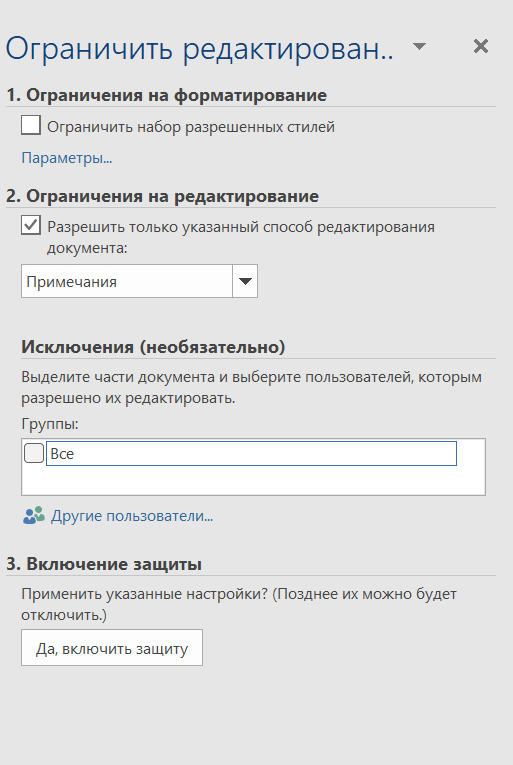 Ограничить редактирован..
1. Ограничения на форматирование
Ограничить набор разрешенных стилей
Параметры...
2. Ограничения на редактирование
Разрешить только указанный способ редактирования
документа:
Примечания
Исключения (необязательно)
Выделите части документа и выберите пользователей, которым
разрешено их редактировать.
Группы:
Все
Другие пользователи...
3. Включение защиты
Применить указанные настройки? (Позднее их можно будет
отключить.)
Да, включить защиту